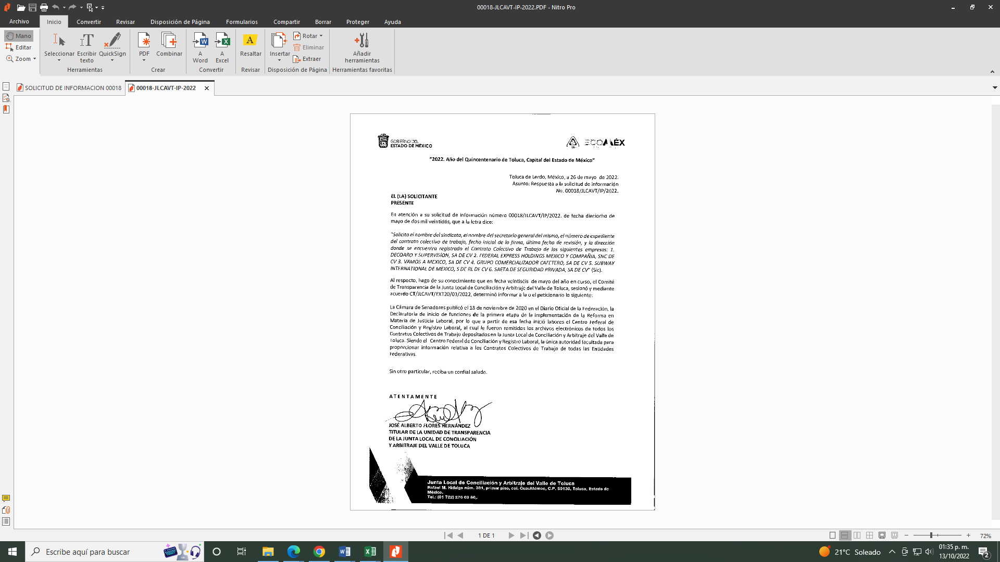 00018-JLCAVT-IP-2022.PDF - Nitro Pro
Archivo Inicio Convertir Revisar Disposición de Página Formularios Compartir Borrar Proteger Ayuda
Mano
Editar
Zoom
Seleccionar
Escribir texto
QuickSign
Herramientas
PDF
Combinar
Crear
A Word
A Excel
Convertir
Resaltar
Revisar
Insertar
Rotar
Eliminar
Extraer
Disposición de Página
Añadir herramientas
Herramientas favoritas
SOLICITUD DE INFORMACION 00018
00018-JLCAVT-IP-2022
GOBIERNO DEL
ESTADO DE MÉXICO
"2022. Año del Quincentenario de Toluca, Capital del Estado de México"
Toluca de Lerdo, México, a 26 de mayo de 2022.
Asunto: Respuesta a la solicitud de información
No. 00018/JLCAVT/IP/2022.
EL (LA) SOLICITANTE
PRESENTE
En atención a su solicitud de información número 00018/JLCAVT/IP/2022, de fecha dieciocho de
mayo de dos mil veintidós, que a la letra dice:
"Solicito el nombre del sindicato, el nombre del secretario general del mismo, el número de expediente
del contrato colectivo de trabajo, fecha inicial de la firma, última fecha de revisión, y la dirección
donde se encuentra registrado el Contrato Colectivo de Trabajo de las siguientes empresas: 1.
DECOARO Y SUPERVISION, SA DE CV 2. FEDERAL EXPRESS HOLDINGS MEXICO Y COMPAÑIA, SNC DE
CV 3. VAMOS A MEXICO, SA DE CV 4. GRUPO COMERCIALIZADOR CAFETERO, SA DE CV 5. SUBWAY
INTERNATIONAL DE MEXICO, S DE RL DE CV 6. SAETA DE SEGURIDAD PRIVADA, SA DE CV" (Sic).
Al respecto, hago de su conocimiento que en fecha veintiséis de mayo del año en curso, el Comité
de Transparencia de la Junta Local de Conciliación y Arbitraje del Valle de Toluca, sesionó y mediante
acuerdo CT/JLCAVT/EXT20/03/2022, determinó informar a la o el peticionario lo siguiente:
La Cámara de Senadores publicó el 18 de noviembre de 2020 en el Diario Oficial de la Federación, la
Declaratoria de inicio de funciones de la primera etapa de la implementación de la Reforma en
Materia de Justicia Laboral, por lo que a partir de esa fecha inició labores el Centro Federal de
Conciliación y Registro Laboral, al cual le fueron remitidos los archivos electrónicos de todos los
Contratos Colectivos de Trabajo depositados en la Junta Local de Conciliación y Arbitraje del Valle de
Toluca. Siendo el Centro Federal de Conciliación y Registro Laboral, la única autoridad facultada para
proporcionar información relativa a los Contratos Colectivos de Trabajo de todas las Entidades
Federativas.
Sin otro particular, reciba un cordial saludo.
ATENTAMENTE
JOSÉ ALBERTO FLORES HERNÁNDEZ
TITULAR DE LA UNIDAD DE TRANSPARENCIA
DE LA JUNTA LOCAL DE CONCILIACIÓN
Y ARBITRAJE DEL VALLE DE TOLUCA
Junta Local de Conciliación y Arbitraje del Valle de Toluca
Rafael M. Hidalgo núm. 301, primer piso, col. Cuauhtémoc, C.P. 50130, Toluca, Estado de
México.
Tel.: (01 722) 276 09 80,.
1 DE 1
72%
Escribe aquí para buscar
21°C Soleado
01:35 p. m.
13/10/2022
2